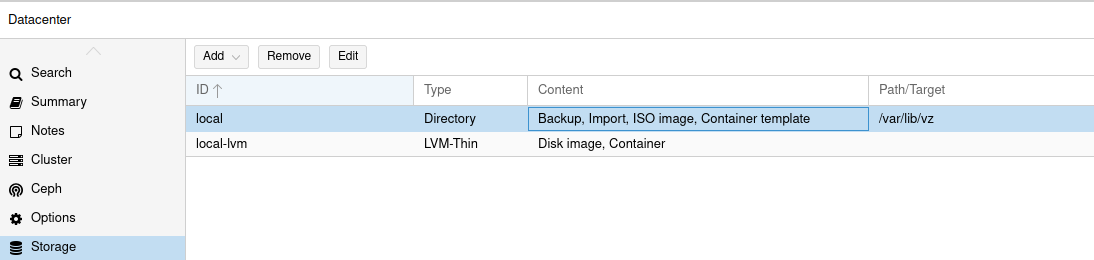 Datacenter
Search
Summary
Notes
Cluster
Ceph
Options
Storage
Add Remove Edit
ID Type Content Path/Target
local Directory Backup, Import, ISO image, Container template /var/lib/vz
local-lvm LVM-Thin Disk image, Container